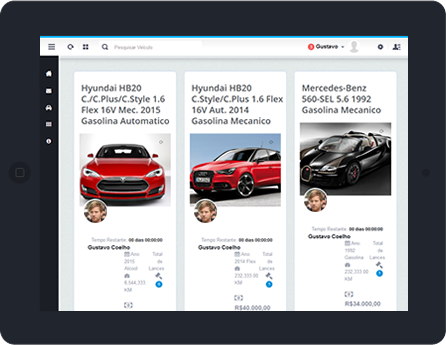 Pesquisar Veículo
Gustavo
Hyundai HB20
C./C.Plus/C.Style 1.6
Flex 16V Mec. 2015
Gasolina Automatico
Tempo Restante: 00 dias 00:00:00
Gustavo Coelho
Ano
2015
Alcool
6,544,333
KM
Total
de
Lances
Hyundai HB20
C.Style/C.Plus 1.6 Flex
16V Aut. 2014
Gasolina Mecanico
Tempo Restante: 00 dias 00:00:00
Gustavo Coelho
Ano
2014 Flex
232,333.00
KM
Total
de
Lances
R$40.000,00
Mercedes-Benz
560-SEL 5.6 1992
Gasolina Mecanico
Tempo Restante: 00 dias 00:00:00
Gustavo Coelho
Ano
1992
Gasolina
232,333.00
KM
Total
de
Lances
R$34.000,00